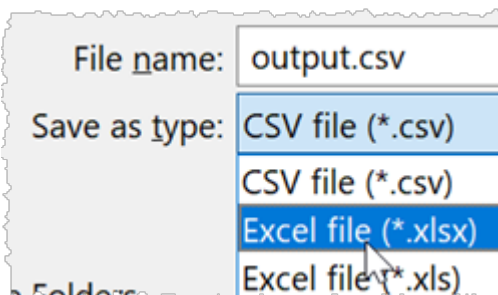 File name: output.csv
Save as type: CSV file (*.csv)
CSV file (*.csv)
Excel file (*.xlsx)
Excel file (*.xls)
Folders